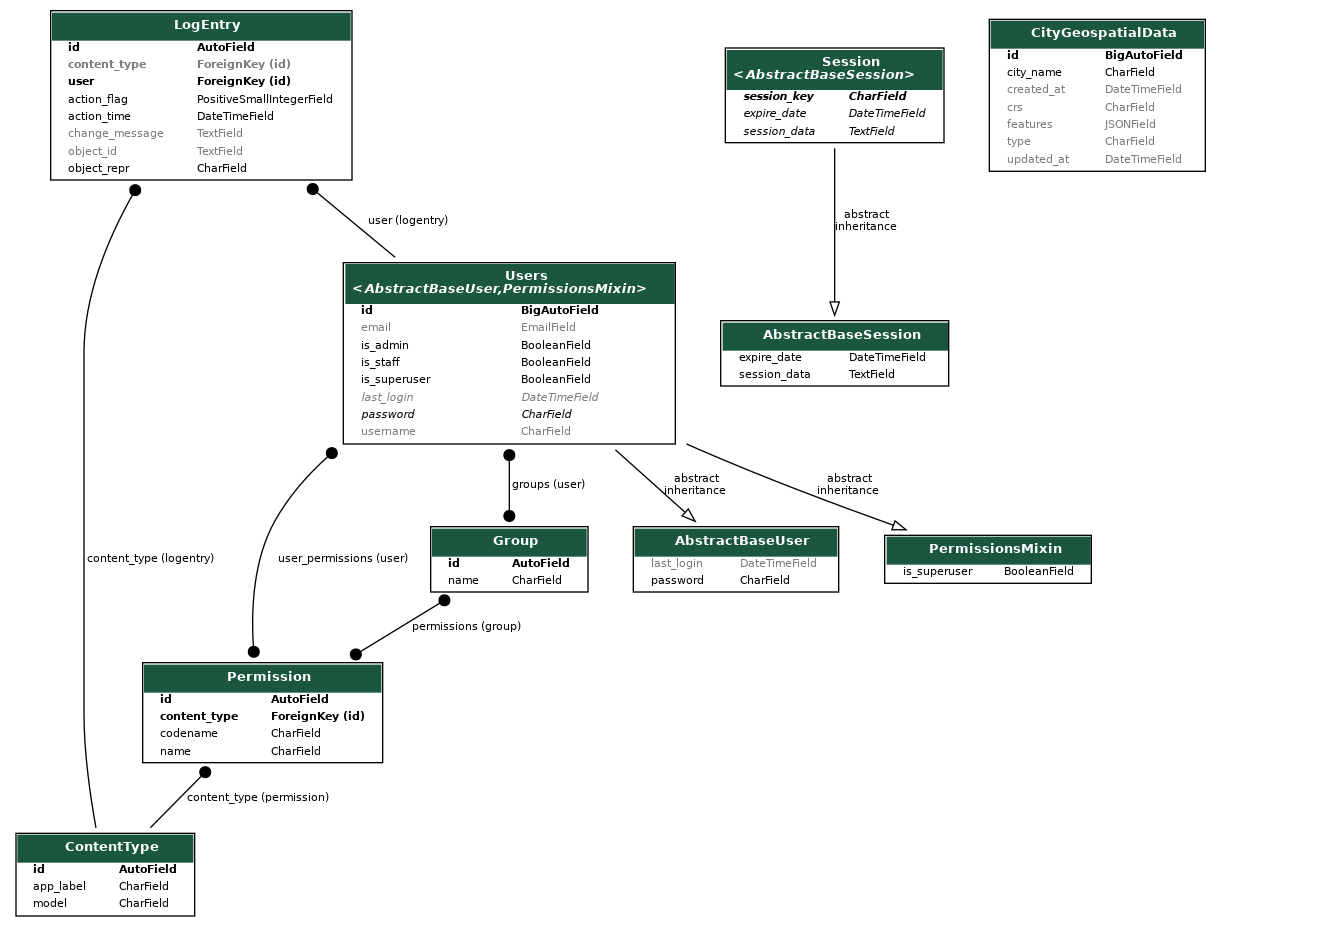 LogEntry
id AutoField
content_type ForeignKey (id)
user ForeignKey (id)
action_flag PositiveSmallIntegerField
action_time DateTimeField
change_message TextField
object_id TextField
object_repr CharField
Session
<AbstractBaseSession>
session_key CharField
expire_date DateTimeField
session_data TextField
CityGeospatialData
id BigAutoField
city_name CharField
created_at DateTimeField
crs CharField
features JSONField
type CharField
updated_at DateTimeField
user (logentry)
abstract
inheritance
Users
<AbstractBaseUser,PermissionsMixin>
id BigAutoField
email EmailField
is_admin BooleanField
is_staff BooleanField
is_superuser BooleanField
last_login DateTimeField
password CharField
username CharField
AbstractBaseSession
expire_date DateTimeField
session_data TextField
groups (user)
abstract
inheritance
abstract
inheritance
content_type (logentry)
user_permissions (user)
Group
id AutoField
name CharField
AbstractBaseUser
last_login DateTimeField
password CharField
PermissionsMixin
is_superuser BooleanField
permissions (group)
Permission
id AutoField
content_type ForeignKey (id)
codename CharField
name CharField
content_type (permission)
ContentType
id AutoField
app_label CharField
model CharField